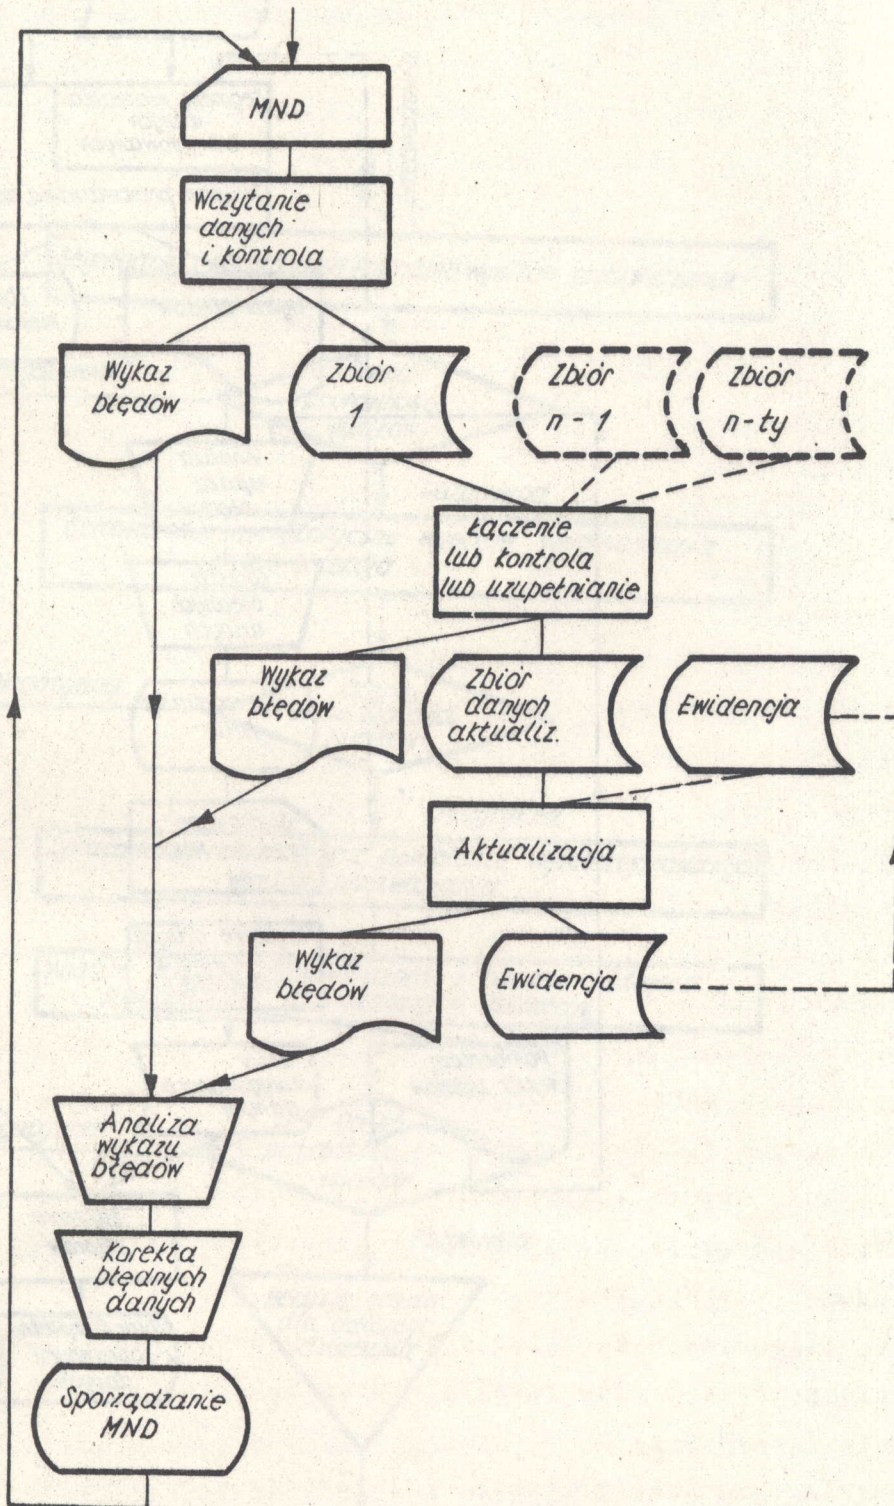 MND
Wczytanie
danych
i kontrola
Wykaz
błędów
Zbiór
1
Zbiór
n - 1
Zbiór
n - ty
Łączenie
lub kontrola
lub uzupełnianie
Wykaz
błędów
Zbiór
danych
aktualiz.
Ewidencja
Aktualizacja
Wykaz
błędów
Ewidencja
Analiza
wykazu
błędów
Korekta
błędnych
danych
Sporządzanie
MND